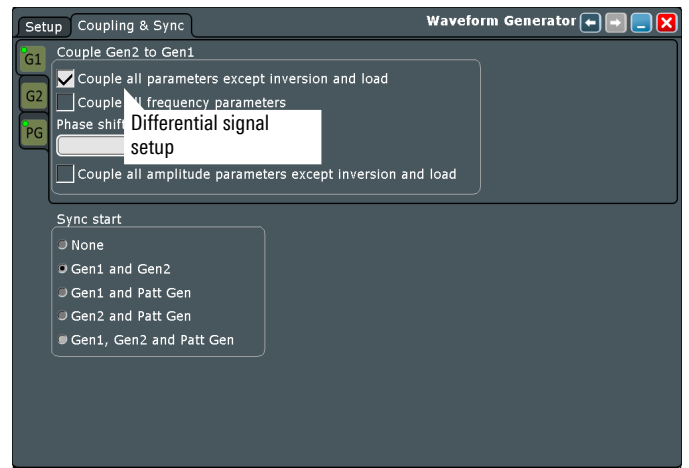 Setup Coupling & Sync Waveform Generator
G1
Couple Gen2 to Gen1
Couple all parameters except inversion and load
G2
Couple all frequency parameters
PG
Phase shift
Differential signal
setup
Couple all amplitude parameters except inversion and load
Sync start
None
Gen1 and Gen2
Gen1 and Patt Gen
Gen2 and Patt Gen
Gen1, Gen2 and Patt Gen